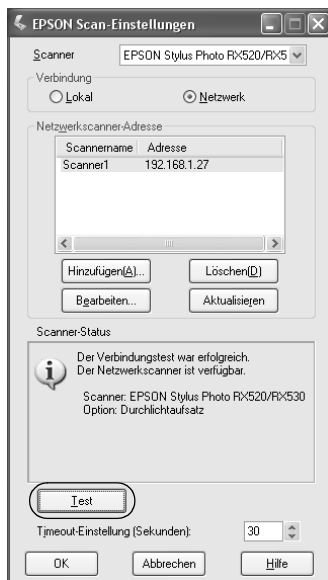 EPSON Scan-Einstellungen
Scanner EPSON Stylus Photo RX520/RX5
Verbindung
Lokal Netzwerk
Netzwerkscanner-Adresse
Scannername Adresse
Scanner1 192.168.1.27
Hinzufügen(A)... Löschen(D)
Bearbeiten... Aktualisieren
Scanner-Status
Der Verbindungstest war erfolgreich.
Der Netzwerkscanner ist verfügbar.
Scanner: EPSON Stylus Photo RX520/RX530
Option: Durchlichtaufsatz
Test
Timeout-Einstellung (Sekunden): 30
OK Abbrechen Hilfe